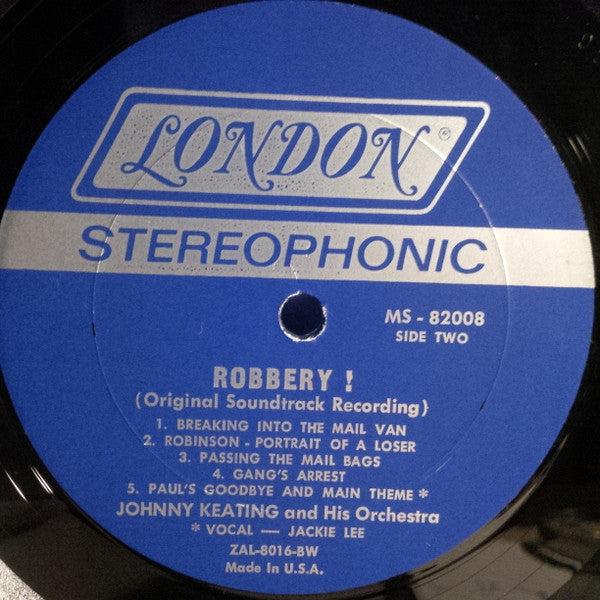 LONDON®
STEREOPHONIC
MS - 82008
SIDE TWO
ROBBERY !
(Original Soundtrack Recording)
1. BREAKING INTO THE MAIL VAN
2. ROBINSON - PORTRAIT OF A LOSER
3. PASSING THE MAIL BAGS
4. GANG'S ARREST
5. PAUL'S GOODBYE AND MAIN THEME *
JOHNNY KEATING and His Orchestra
* VOCAL — JACKIE LEE
ZAL-8016-BW
Made in U.S.A.